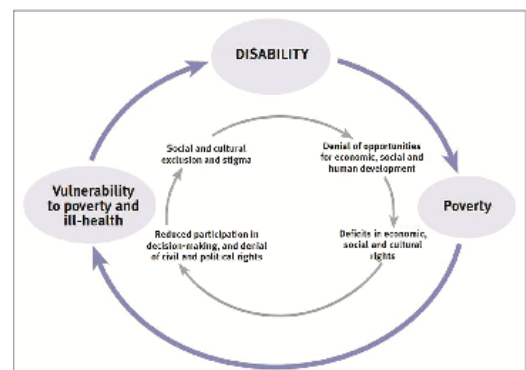 DISABILITY
Social and cultural
exclusion and stigma
Denial of opportunities
for economic, social and
human development
Vulnerability
to poverty and
ill-health
Poverty
Reduced participation in
decision-making, and denial
of civil and political rights
Deficits in economic,
social and cultural
rights